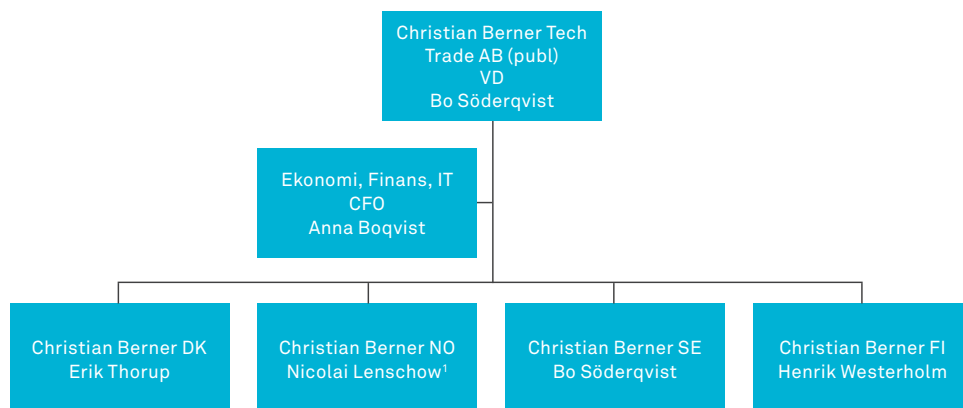 Christian Berner Tech
Trade AB (publ)
VD
Bo Söderqvist
Ekonomi, Finans, IT
CFO
Anna Boqvist
Christian Berner DK
Erik Thorup
Christian Berner NO
Nicolai Lenschow¹
Christian Berner SE
Bo Söderqvist
Christian Berner FI
Henrik Westerholm